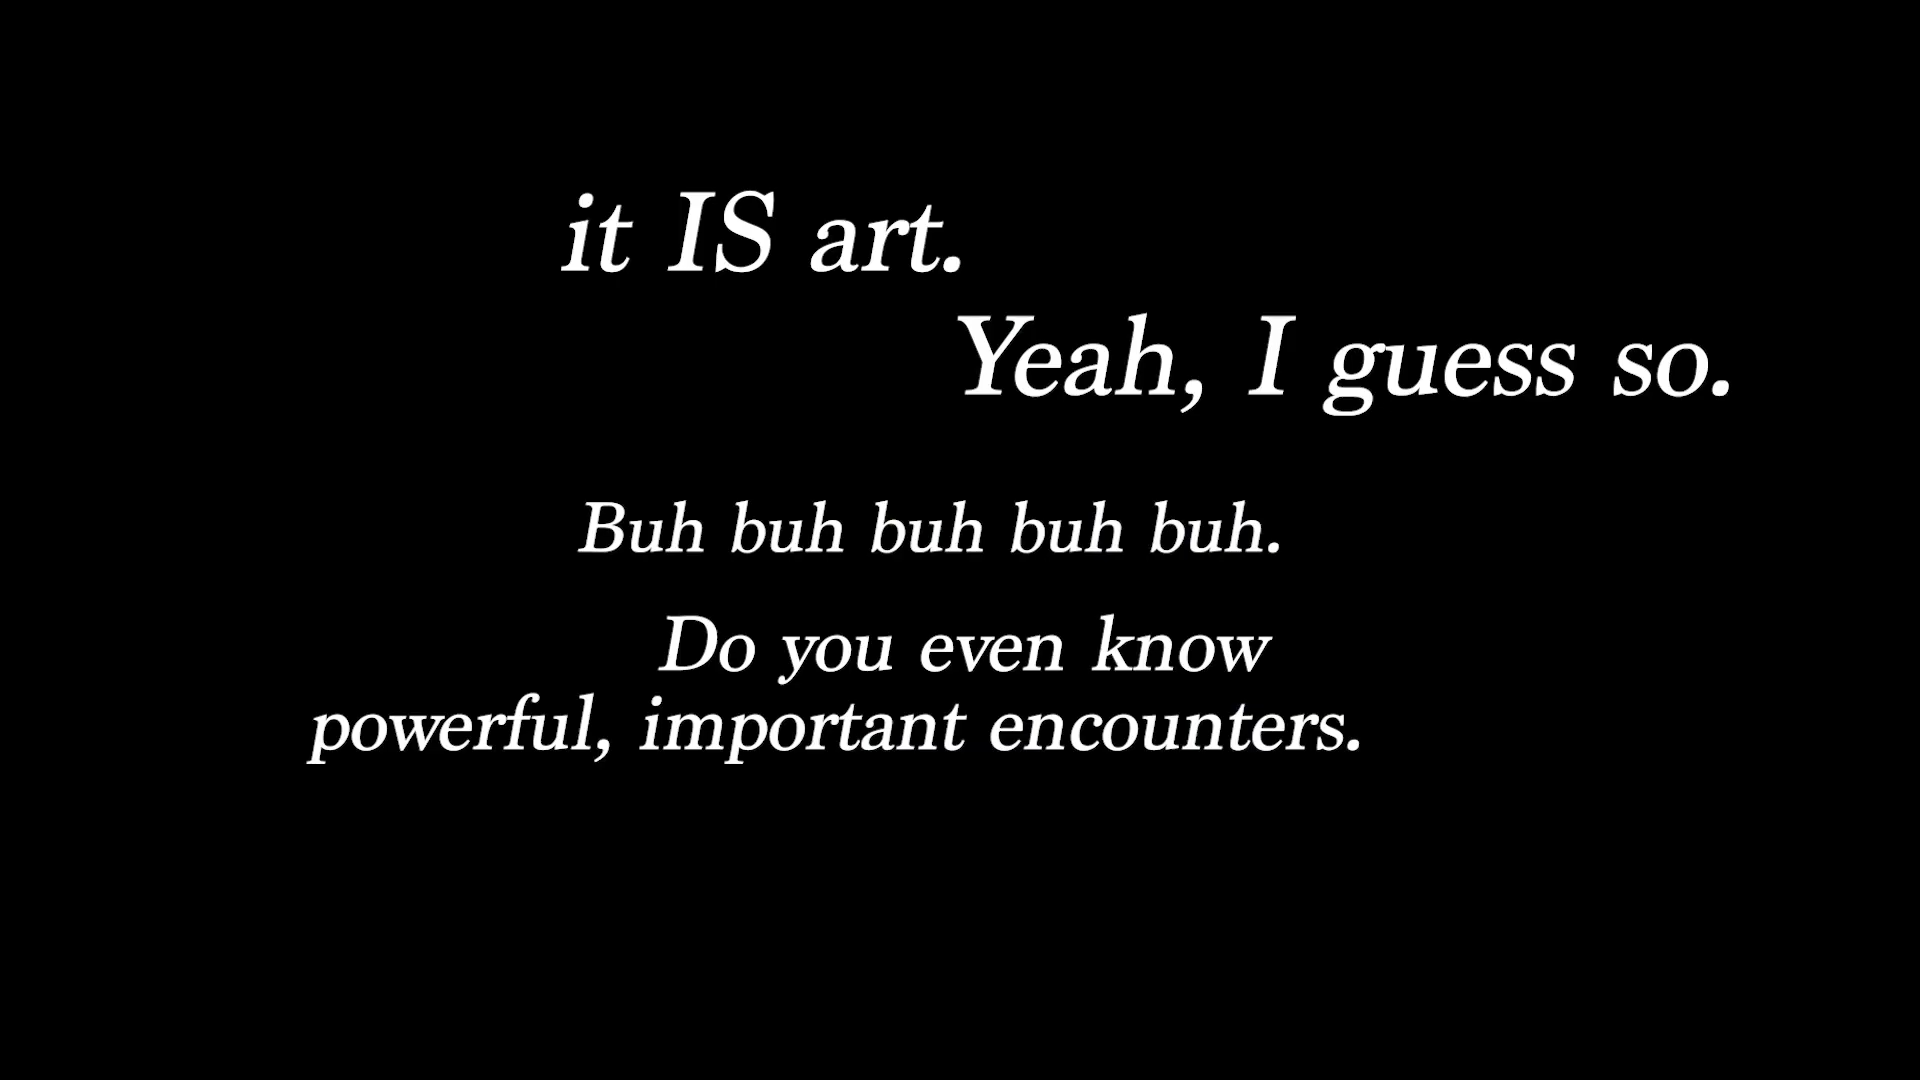 it IS art.
Yeah, I guess so.
Buh buh buh buh buh.
Do you even know
powerful, important encounters.